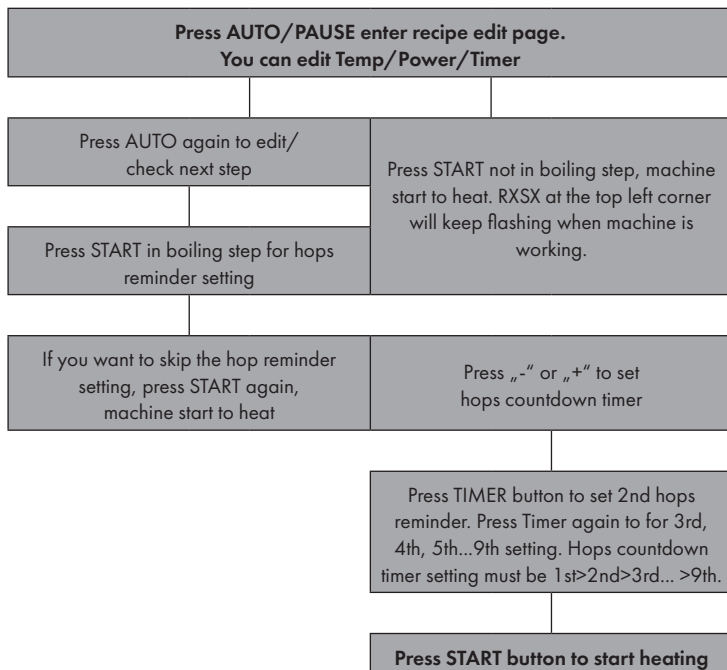 Press AUTO/PAUSE enter recipe edit page.
You can edit Temp/Power/Timer
Press AUTO again to edit/
check next step
Press START not in boiling step, machine
start to heat. RXSX at the top left corner
will keep flashing when machine is
working.
Press START in boiling step for hops
reminder setting
If you want to skip the hop reminder
setting, press START again,
machine start to heat
Press „-“ or „+“ to set
hops countdown timer
Press TIMER button to set 2nd hops
reminder. Press Timer again to for 3rd,
4th, 5th...9th setting. Hops countdown
timer setting must be 1st>2nd>3rd... >9th.
Press START button to start heating